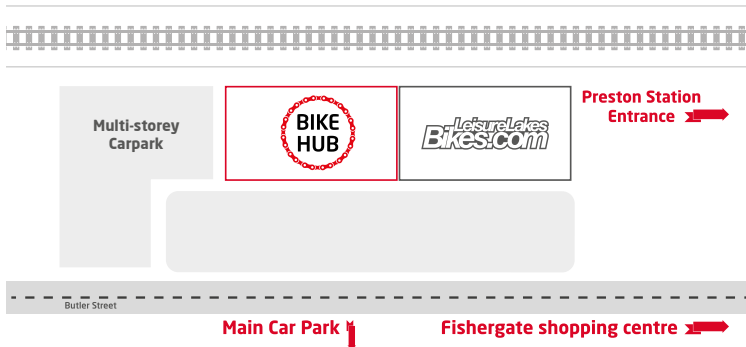 Multi-storey
Carpark
BIKE
HUB
LeisureLakes
Bikes.com
Preston Station
Entrance
Butler Street
Main Car Park
Fishergate shopping centre